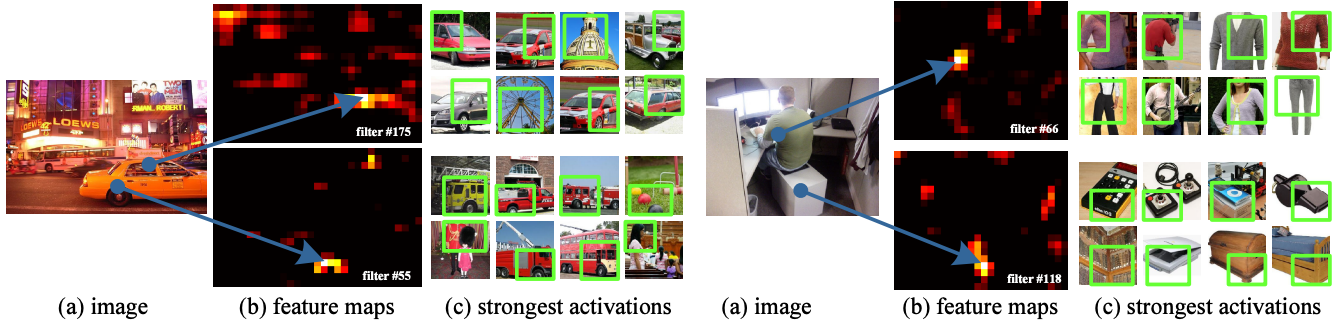 LOEWS
LOEWS
filter #175
filter #55
(a) image
(b) feature maps
(c) strongest activations
filter #66
filter #118
(a) image
(b) feature maps
(c) strongest activations